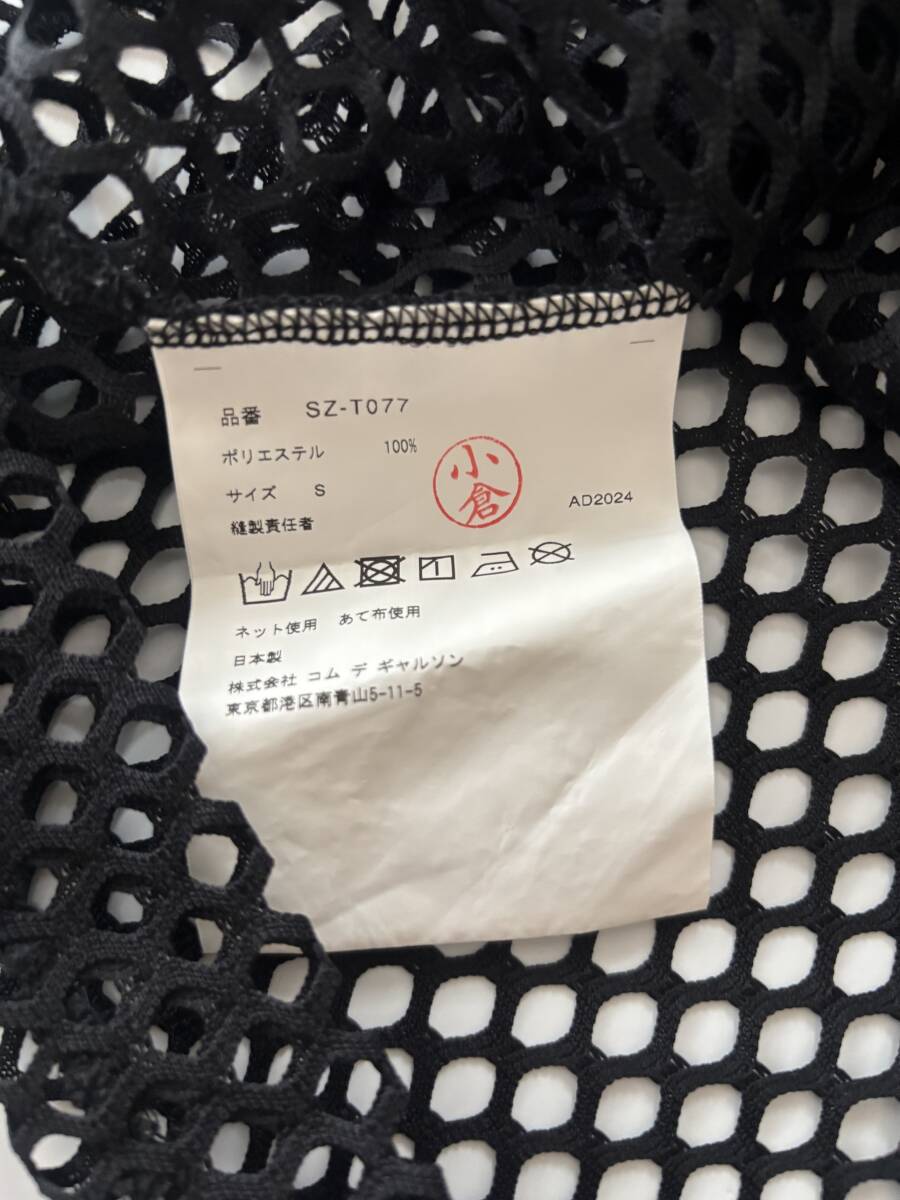 品番 SZ-T077
ポリエステル 100%
サイズ S
縫製責任者
小倉
AD2024
ネット使用 あて布使用
日本製
株式会社 コム デ ギャルソン
東京都港区南青山5-11-5